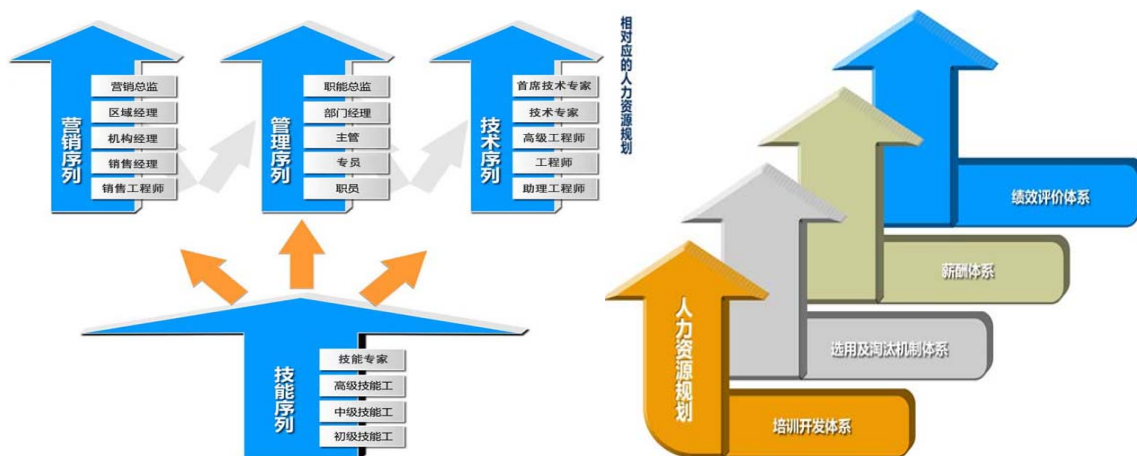 营销序列
营销总监
区域经理
机构经理
销售经理
销售工程师
管理序列
职能总监
部门经理
主管
专员
职员
技术序列
首席技术专家
技术专家
高级工程师
工程师
助理工程师
技能序列
技能专家
高级技能工
中级技能工
初级技能工
相对应的人力资源规划
绩效评价体系
薪酬体系
选用及淘汰机制体系
人力资源规划
培训开发体系